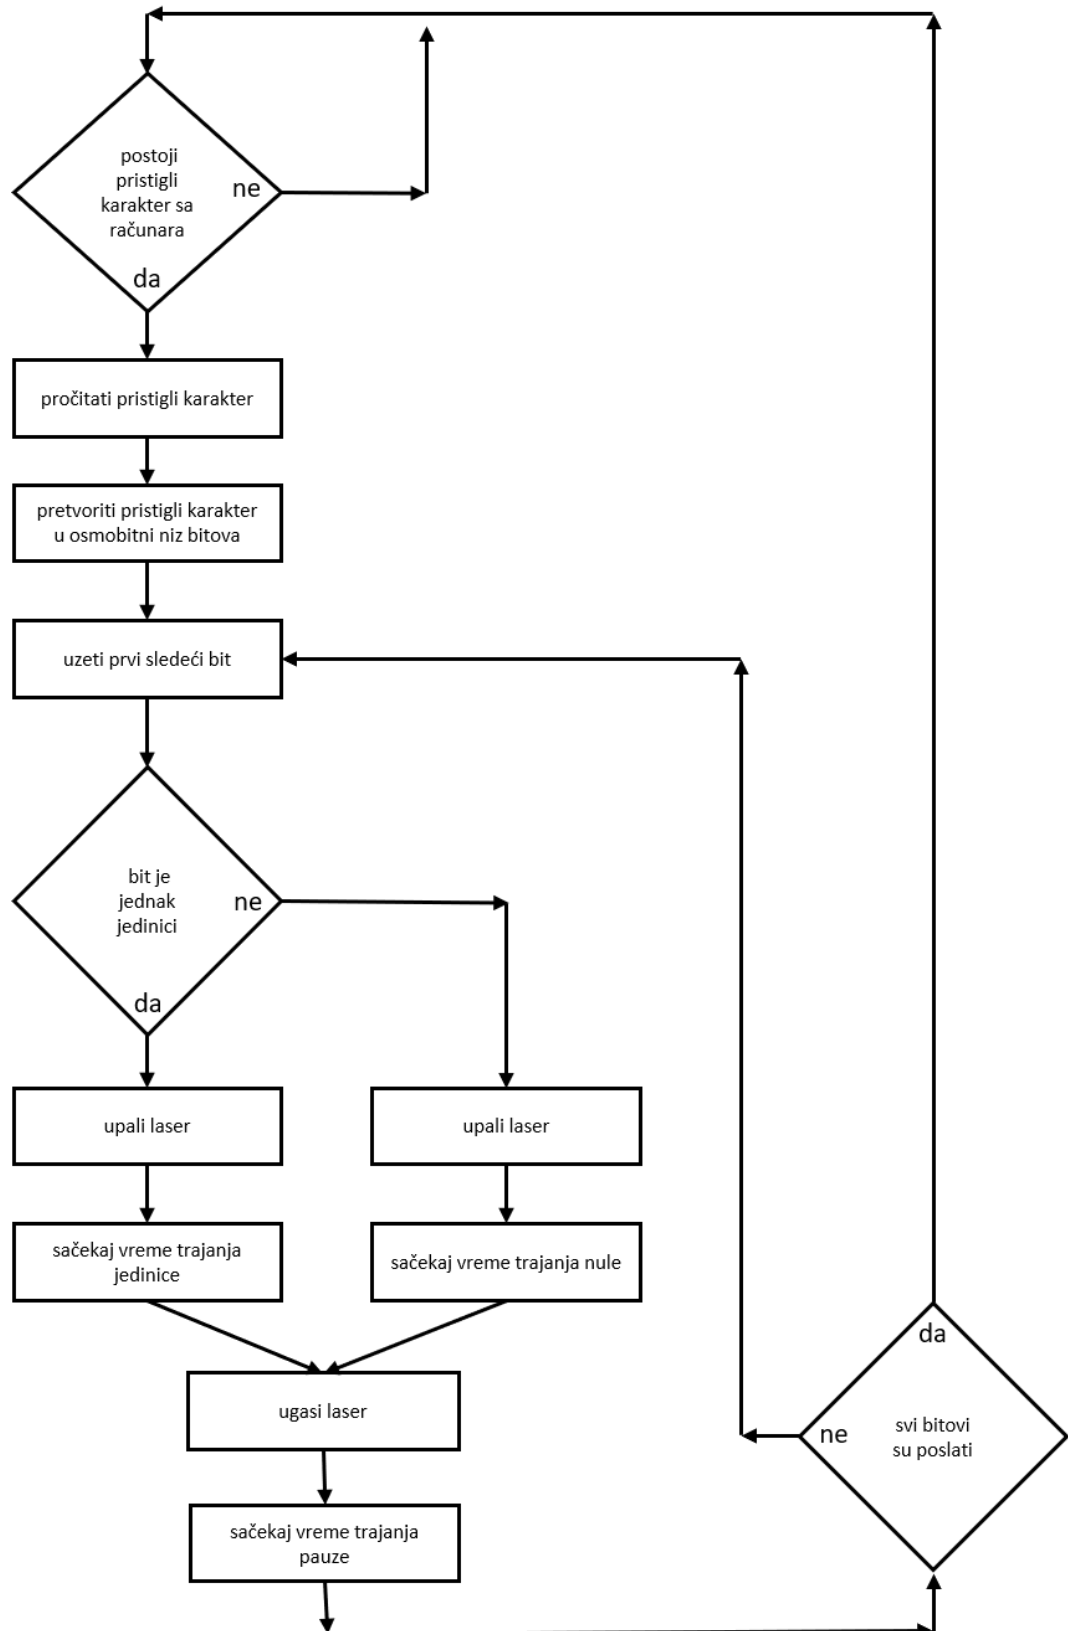 postoji
pristigli
karakter sa
računara
ne
da
pročitati pristigli karakter
pretvoriti pristigli karakter
u osmobitni niz bitova
uzeti prvi sledeći bit
bit je
jednak
jedinici
ne
da
upali laser
upali laser
sačekaj vreme trajanja
jedinice
sačekaj vreme trajanja nule
ugasi laser
sačekaj vreme trajanja
pauze
da
ne
svi bitovi
su poslati